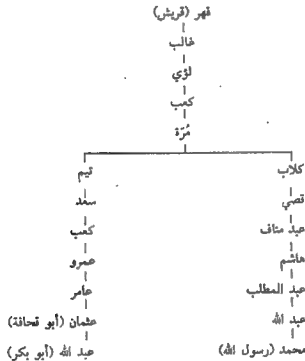 فهر (قريش)
غالب
لؤي
كعب
مُرّة
كلاب
تيم
قصي
سعد
عبد مناف
كعب
هاشم
عمرو
عبد المطلب
عامر
عبد الله
عثمان (أبو قحافة)
محمد (رسول الله)
عبد الله (أبو بكر)